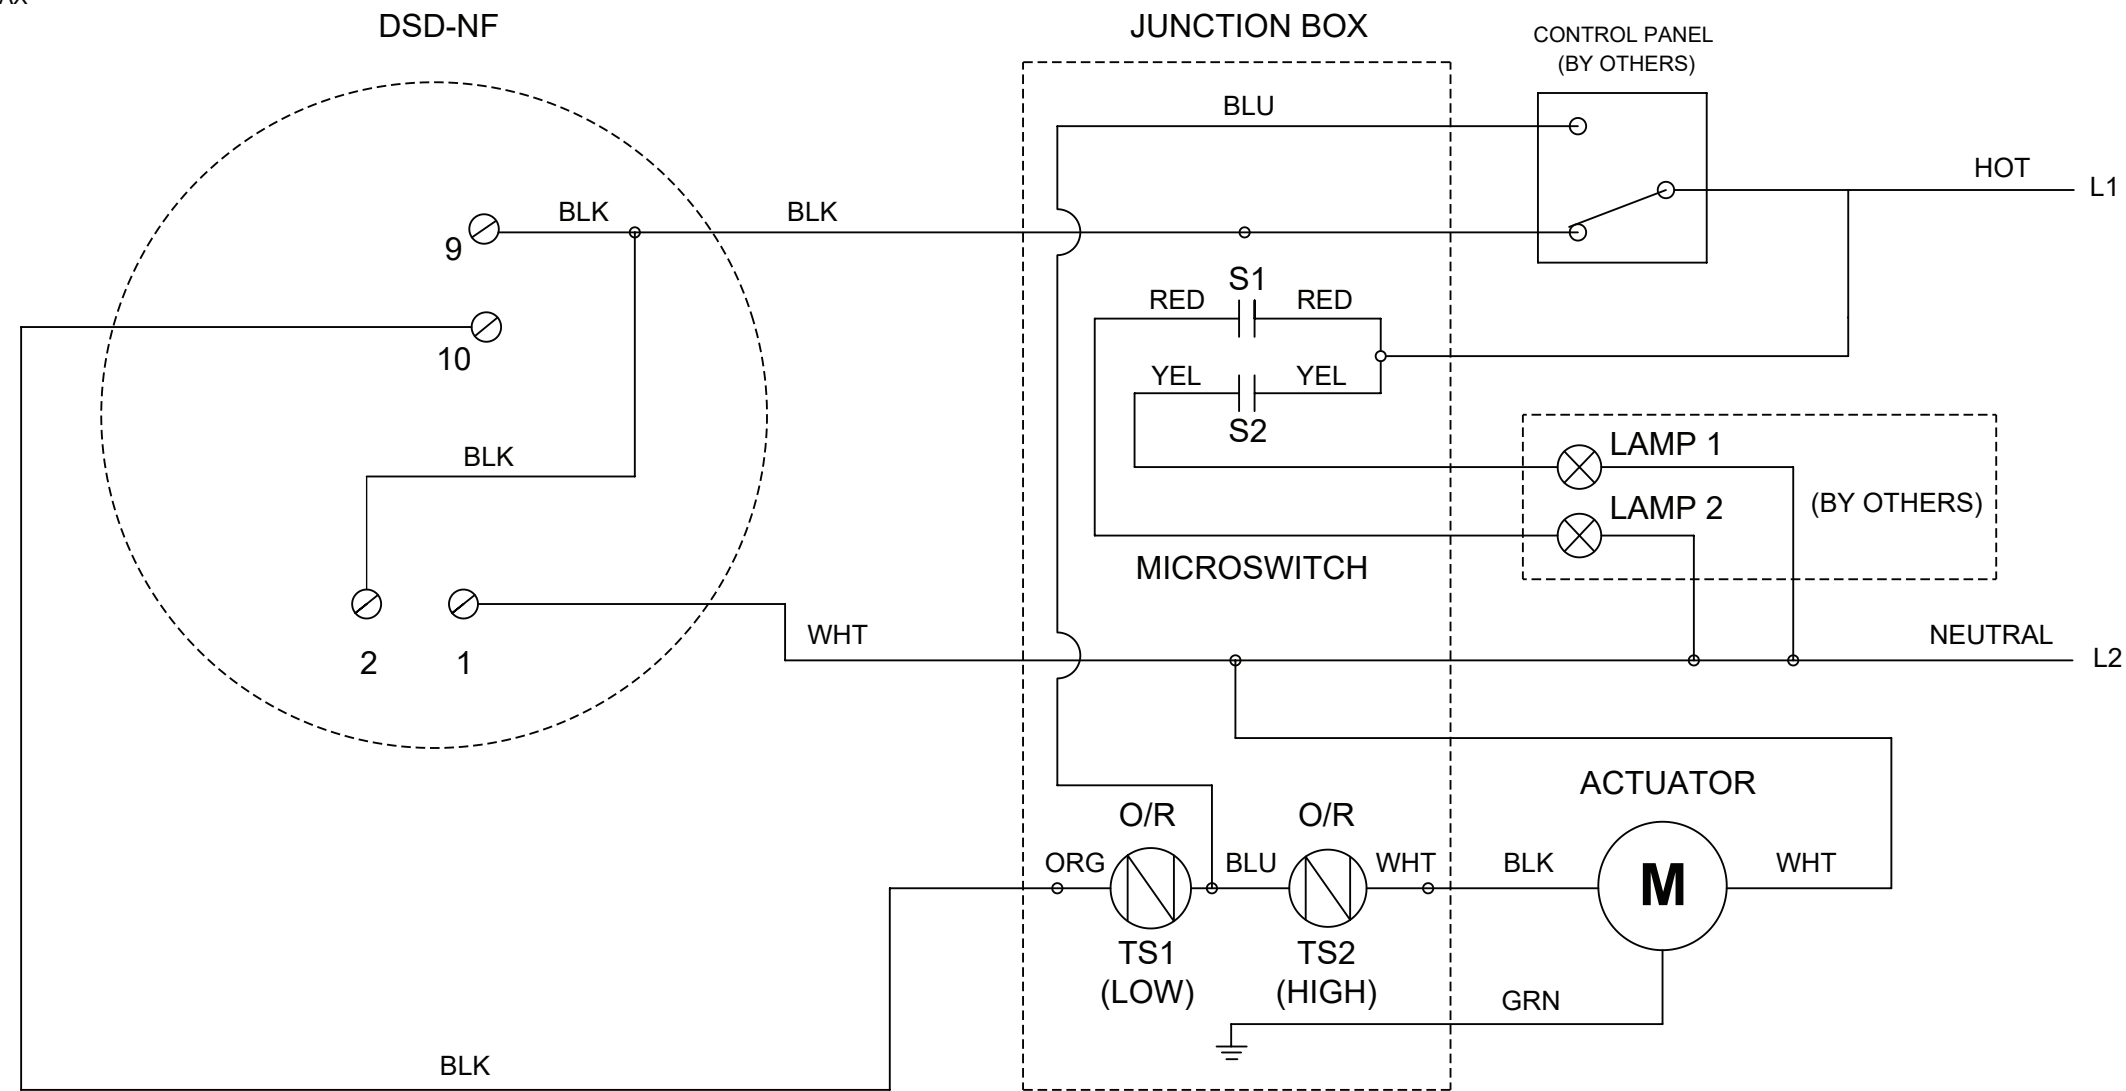 DSD-NF
JUNCTION BOX
CONTROL PANEL
(BY OTHERS)
BLU
HOT
L1
BLK
BLK
9
S1
RED
RED
10
YEL
YEL
S2
LAMP 1
BLK
(BY OTHERS)
LAMP 2
MICROSWITCH
WHT
NEUTRAL
L2
2
1
ACTUATOR
O/R
O/R
ORG
BLU
WHT
BLK
M
WHT
TS1
(LOW)
TS2
(HIGH)
GRN
BLK